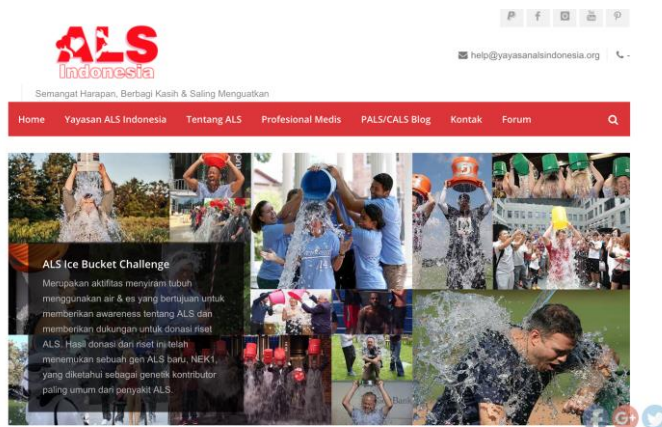 ALS
Indonesia
help@yayasanalsindonesia.org
-
Semangat Harapan, Berbagi Kasih & Saling Menguatkan
Home Yayasan ALS Indonesia Tentang ALS Profesional Medis PALS/CALS Blog Kontak Forum
ALS Ice Bucket Challenge
Merupakan aktifitas menyiram tubuh
menggunakan air & es yang bertujuan untuk
memberikan awareness tentang ALS dan
memberikan dukungan untuk donasi riset
ALS. Hasil donasi dari riset ini telah
menemukan sebuah gen ALS baru, NEK1,
yang diketahui sebagai genetik kontributor
paling umum dari penyakit ALS.